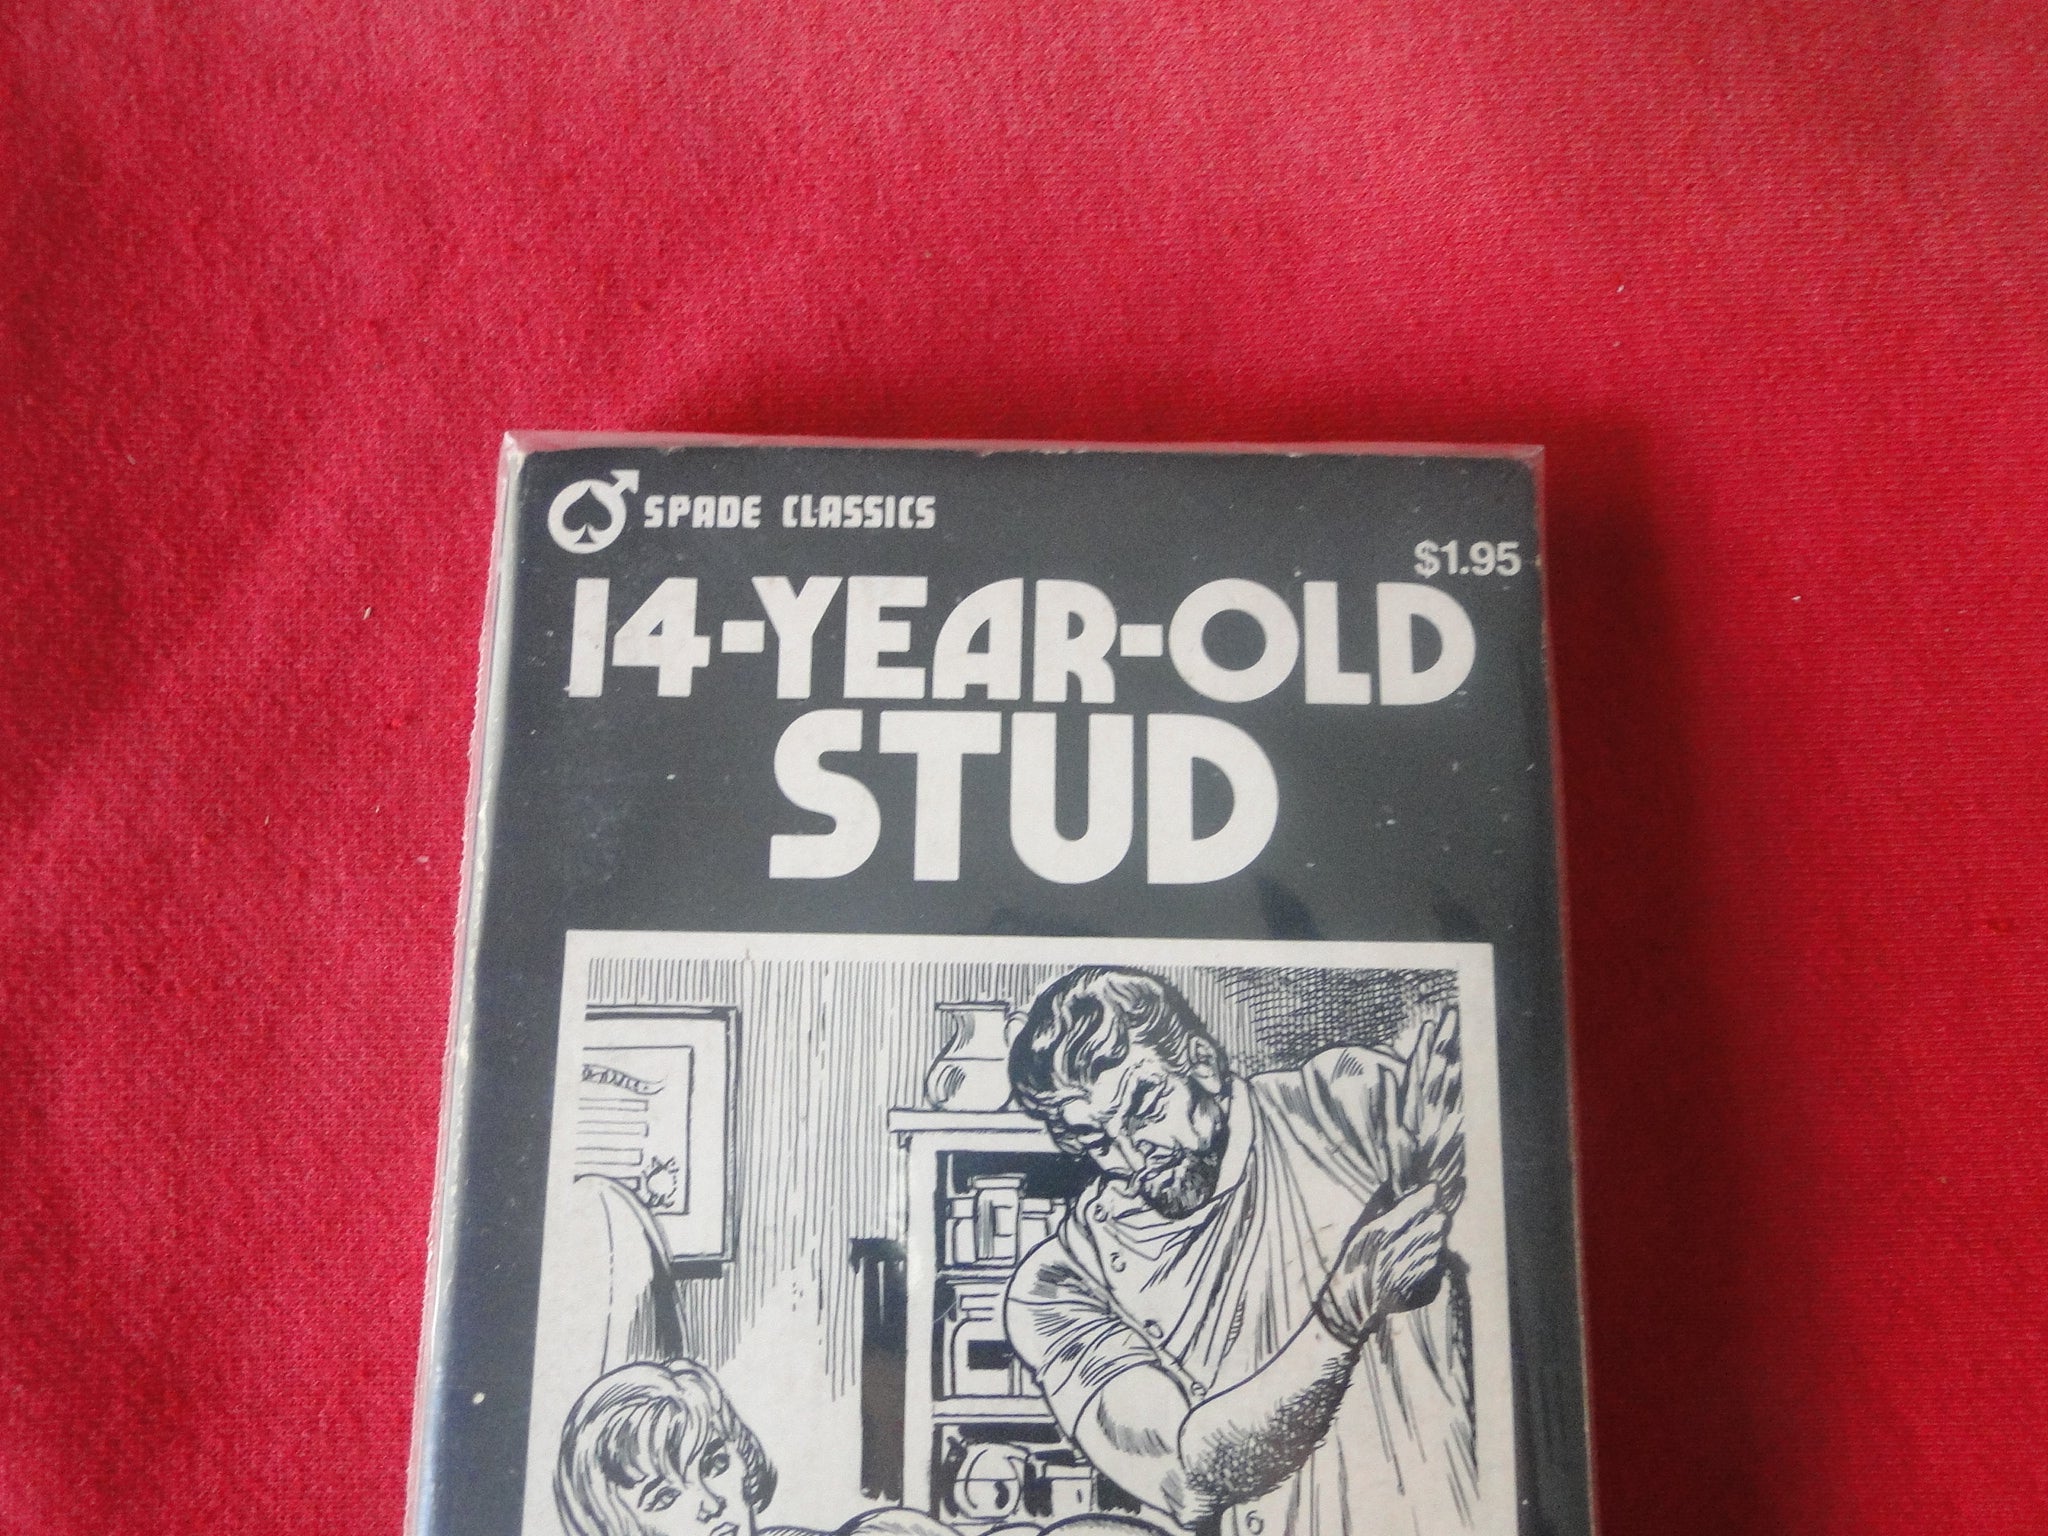 SPADE CLASSICS
$1.95
14-YEAR-OLD
STUD